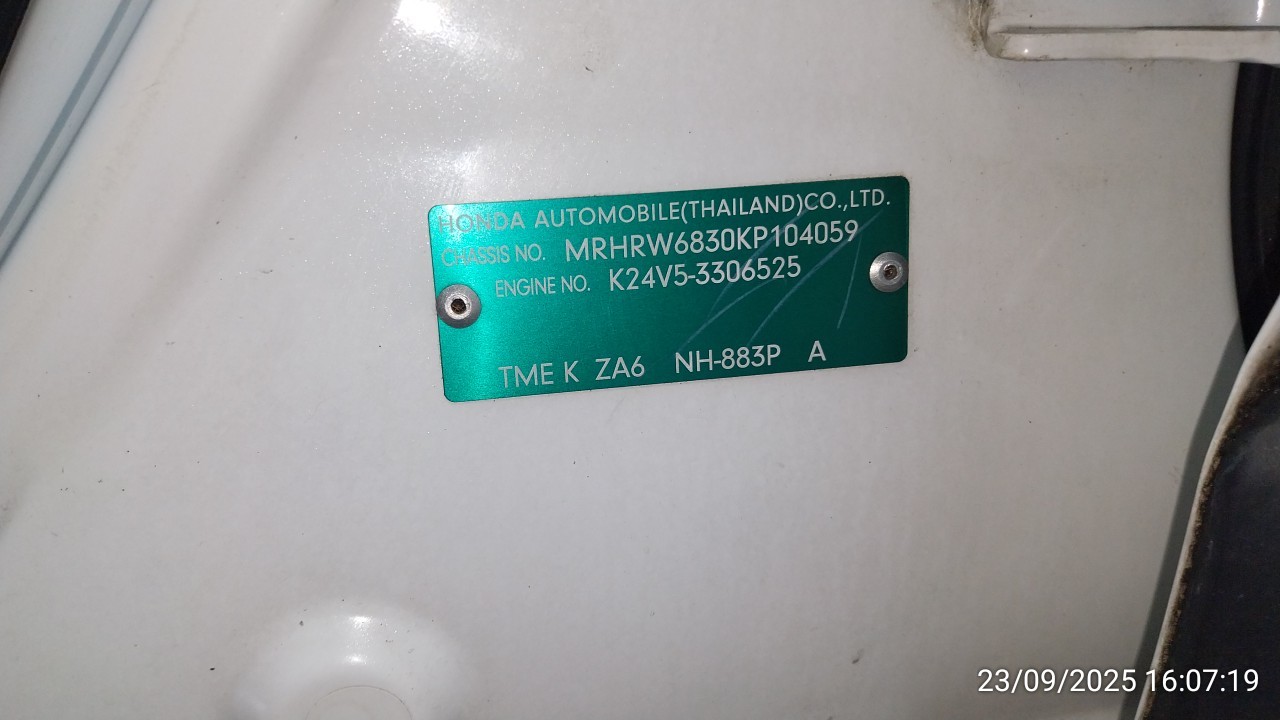 HONDA AUTOMOBILE(THAILAND)CO.,LTD.
CHASSIS NO. MRHRW6830KP104059
ENGINE NO. K24V5-3306525
TME K ZA6 NH-883P A
23/09/2025 16:07:19